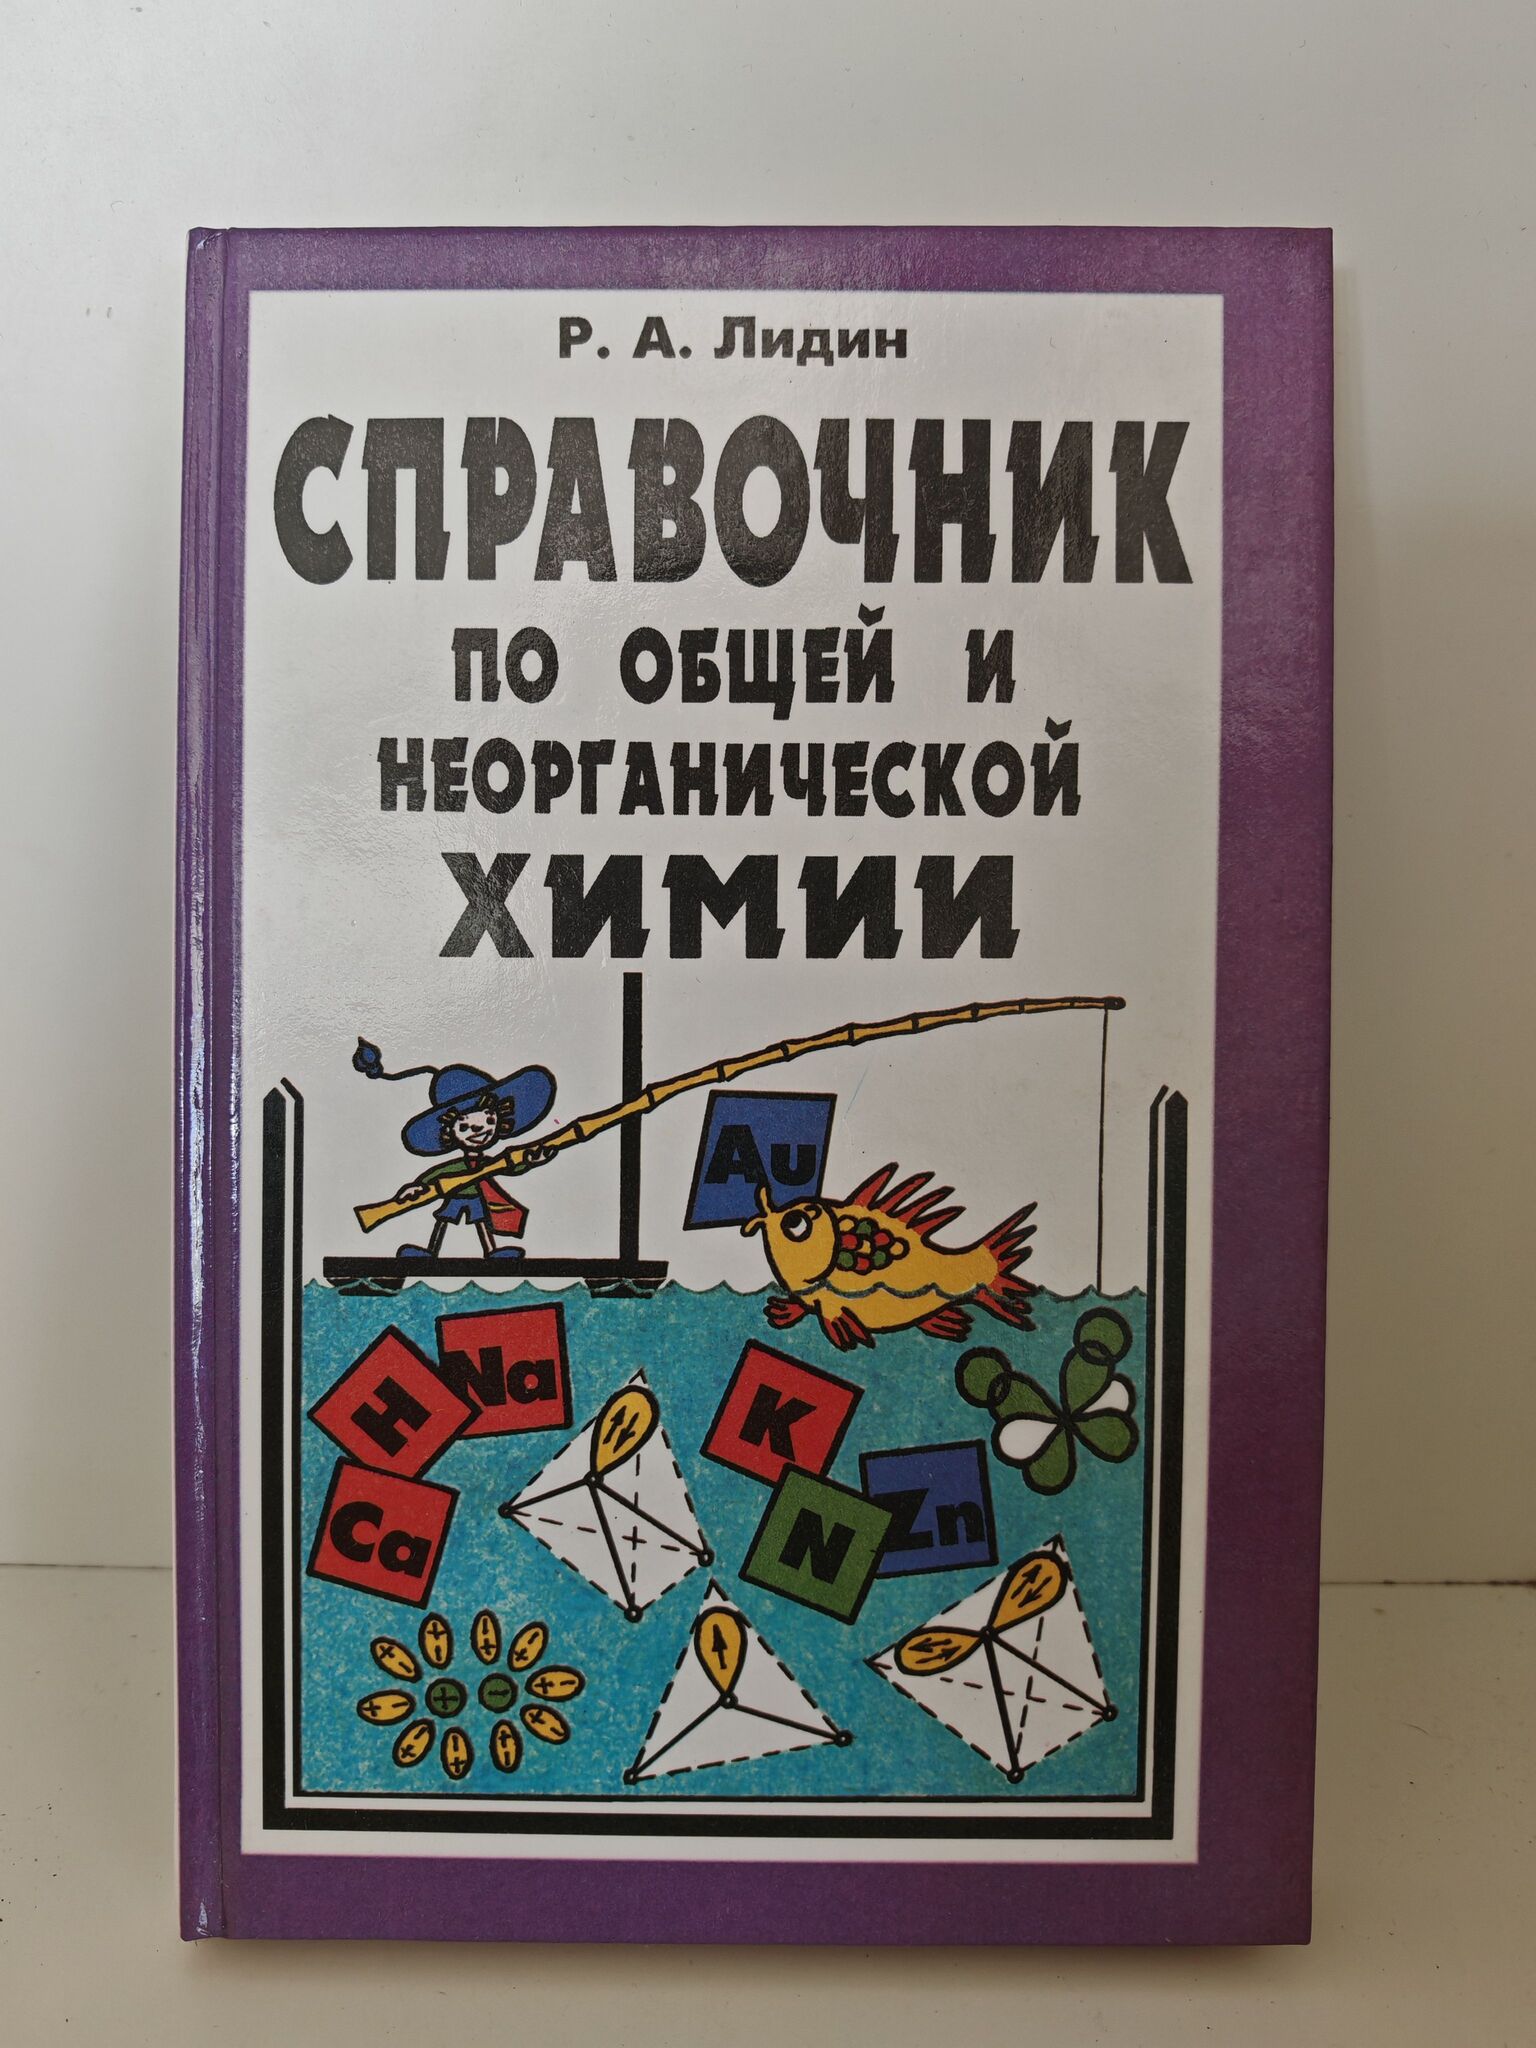 Р. А. Лидин
СПРАВОЧНИК
ПО ОБЩЕЙ И
НЕОРГАНИЧЕСКОЙ
ХИМИИ
Au
Na
H
K
Ca
Zn
N